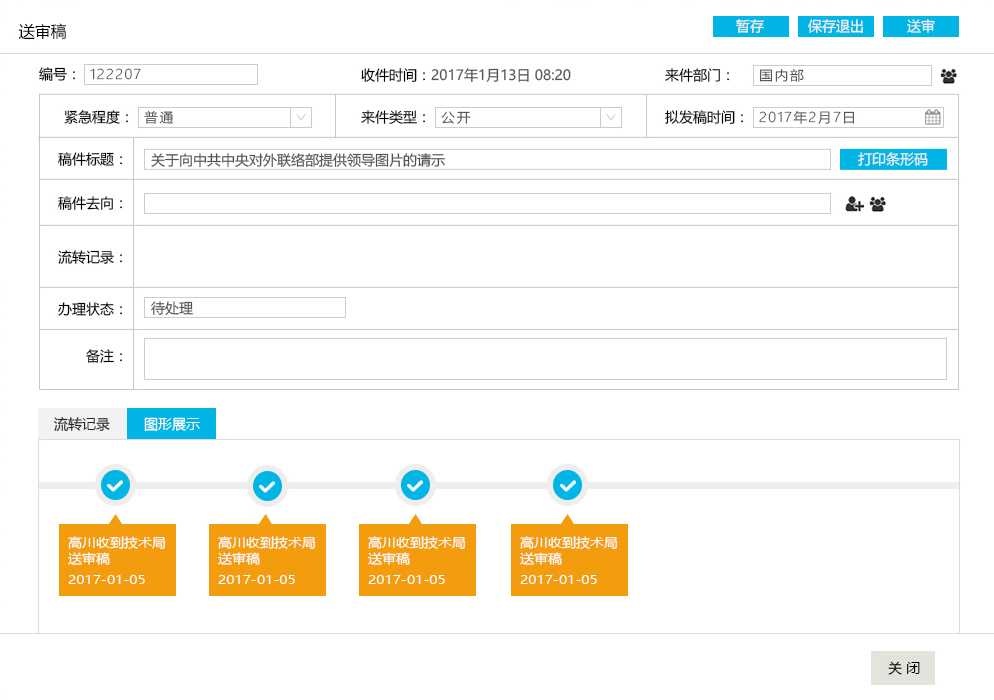 送审稿
暂存 保存退出 送审
编号： 122207 收件时间：2017年1月13日 08:20 来件部门： 国内部
紧急程度： 普通 来件类型： 公开 拟发稿时间： 2017年2月7日
稿件标题： 关于向中共中央对外联络部提供领导图片的请示 打印条形码
稿件去向：
流转记录：
办理状态： 待处理
备注：
流转记录 图形展示
高川收到技术局 高川收到技术局 高川收到技术局 高川收到技术局
送审稿 送审稿 送审稿 送审稿
2017-01-05 2017-01-05 2017-01-05 2017-01-05
关 闭